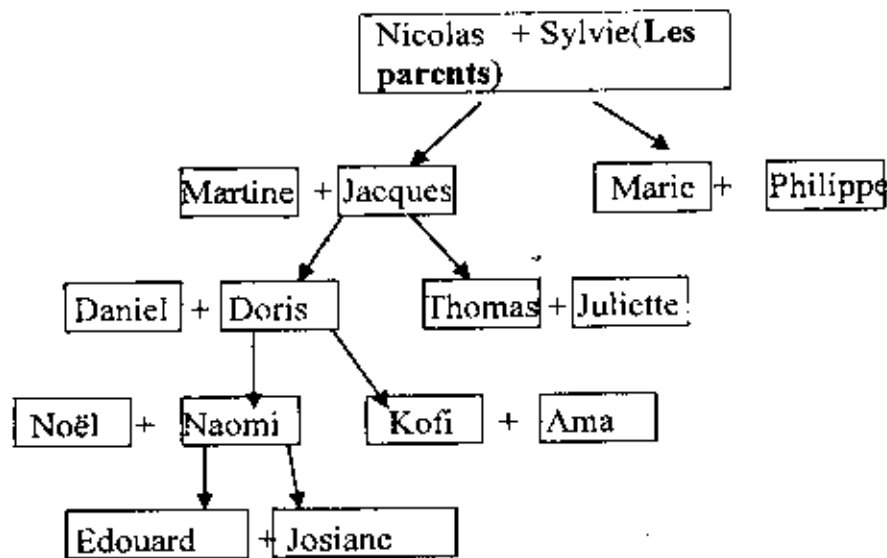 Nicolas + Sylvie(Les
parents)
Martine + Jacques Marie + Philippe
Daniel + Doris Thomas + Juliette
Noël + Naomi Kofi + Ama
Edouard + Josiane